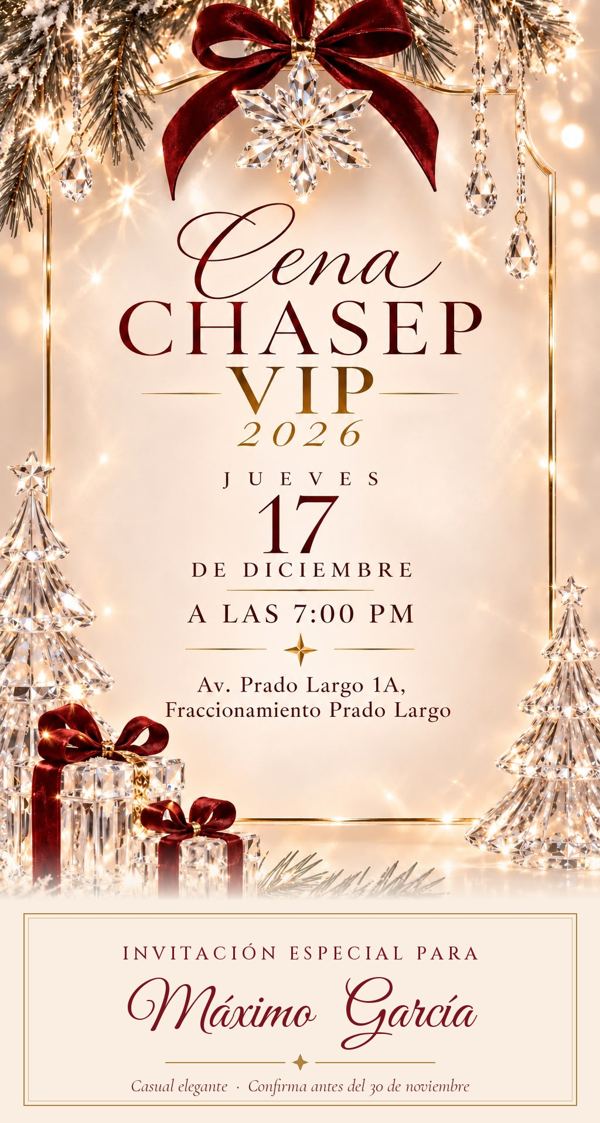 Cena
CHASEP
VIP
2026
JUEVES
17
DE DICIEMBRE
A LAS 7:00 PM
Av. Prado Largo 1A,
Fraccionamiento Prado Largo
INVITACIÓN ESPECIAL PARA
Máximo García
Casual elegante · Confirma antes del 30 de noviembre